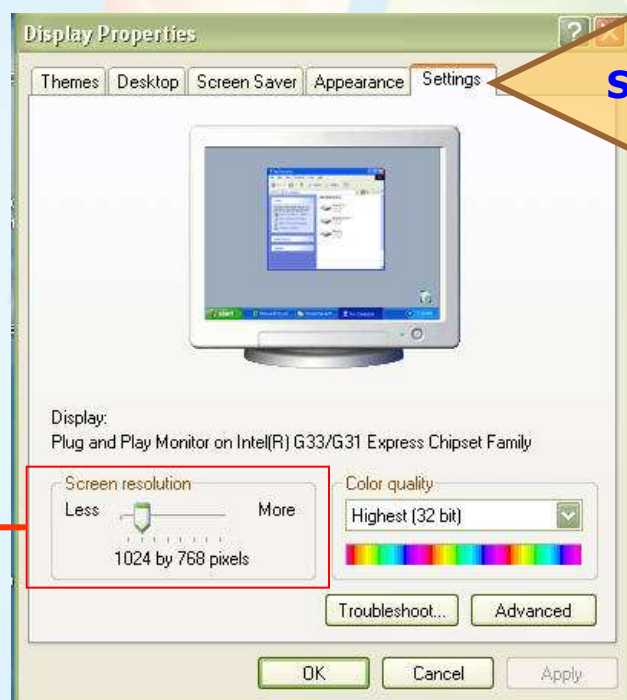 Display Properties
Themes Desktop Screen Saver Appearance Settings
S
start
Display:
Plug and Play Monitor on Intel(R) G33/G31 Express Chipset Family
Screen resolution
Less More
1024 by 768 pixels
Color quality
Highest (32 bit)
Troubleshoot... Advanced
OK Cancel Apply